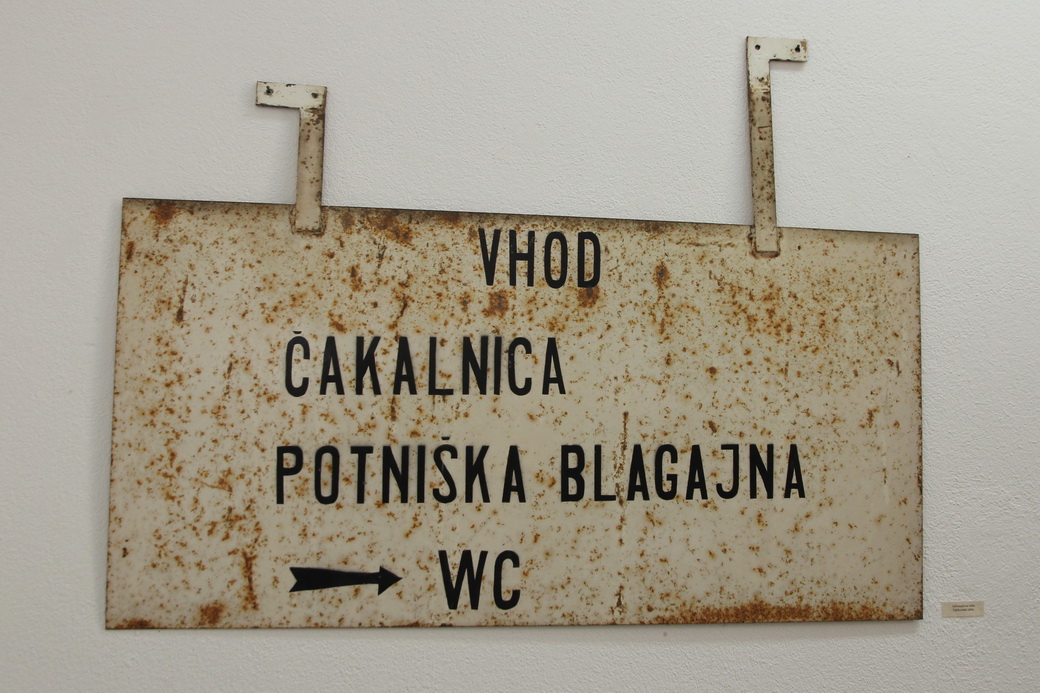 VHOD
ČAKALNICA
POTNIŠKA BLAGAJNA
WC